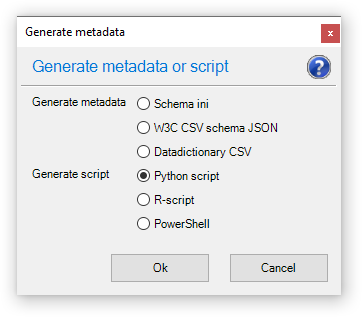 Generate metadata
x
Generate metadata or script
?
Generate metadata
Schema ini
W3C CSV schema JSON
Datadictionary CSV
Generate script
Python script
R-script
PowerShell
Ok
Cancel